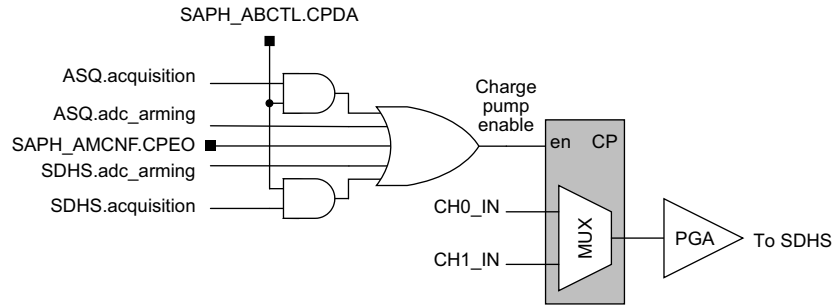 SAPH_ABCTL.CPDA
ASQ.acquisition
ASQ.adc_arming
SAPH_AMCNF.CPEO
SDHS.adc_arming
SDHS.acquisition
Charge
pump
enable
en CP
CH0_IN
CH1_IN
MUX
PGA
To SDHS